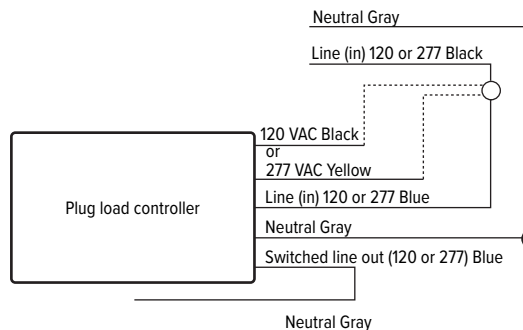 Neutral Gray
Line (in) 120 or 277 Black
120 VAC Black
or
277 VAC Yellow
Line (in) 120 or 277 Blue
Plug load controller
Neutral Gray
Switched line out (120 or 277) Blue
Neutral Gray